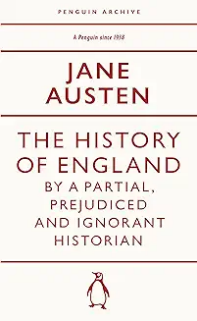 PENGUIN ARCHIVE
A Penguin since 1938
JANE
AUSTEN
THE HISTORY
OF ENGLAND
BY A PARTIAL,
PREJUDICED
AND IGNORANT
HISTORIAN